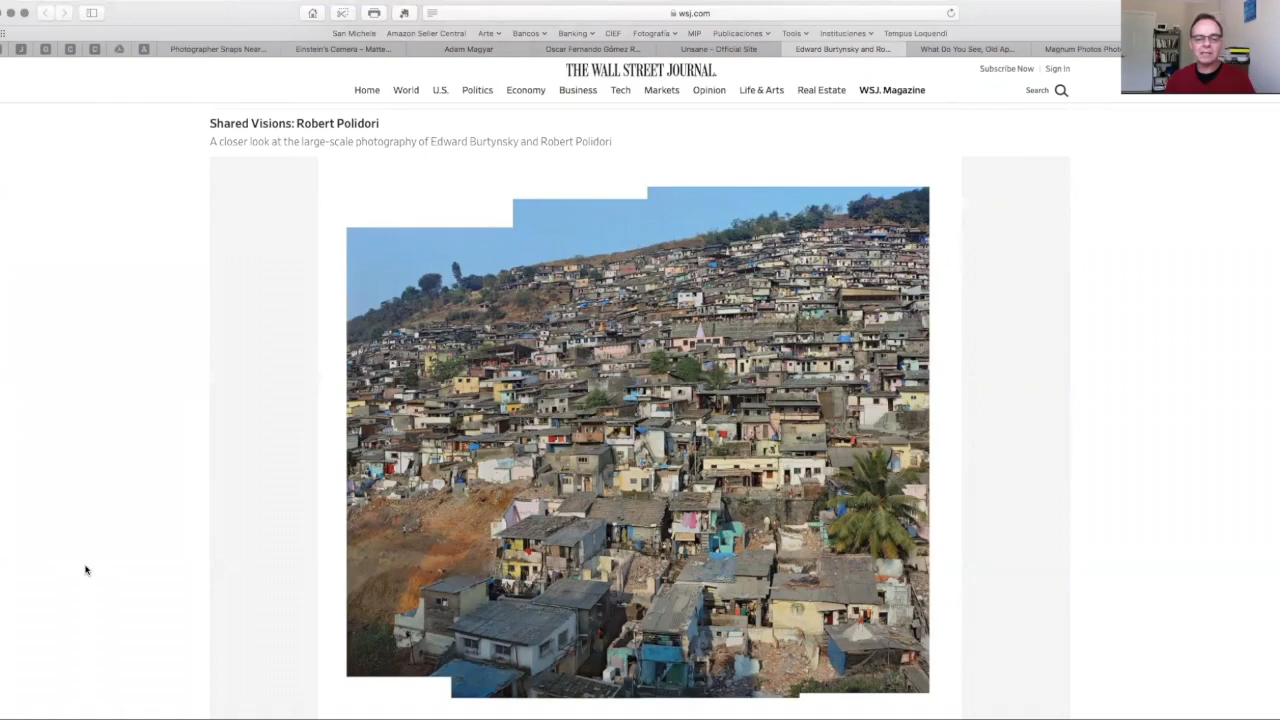 wsj.com
San Michele Amazon Seller Central Arte Bancos Banking CIEF Fotografía MIP Publicaciones Tools Instituciones Tempus Loquendi
J G C C A Photographer Snaps Near... Einstein's Camera – Matte... Adam Magyar Oscar Fernando Gómez R... Unsane – Official Site Edward Burtynsky and Ro... What Do You See, Old Ap... Magnum Photos Phot
THE WALL STREET JOURNAL.
Subscribe Now | Sign In
Home World U.S. Politics Economy Business Tech Markets Opinion Life & Arts Real Estate WSJ. Magazine
Search
Shared Visions: Robert Polidori
A closer look at the large-scale photography of Edward Burtynsky and Robert Polidori